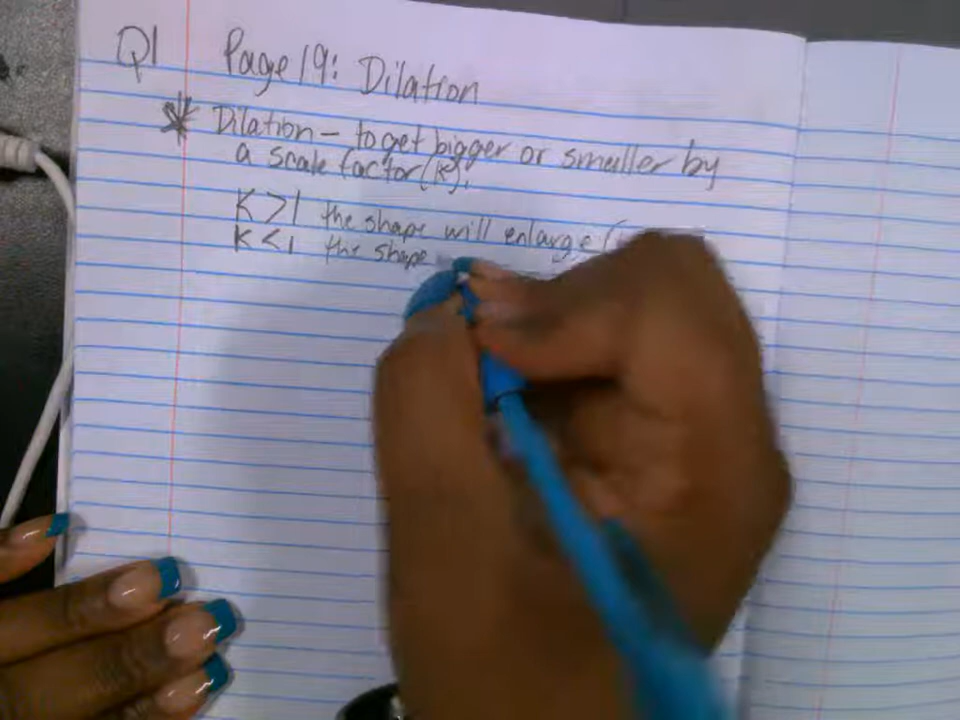 Q1 Page 19: Dilation
* Dilation - to get bigger or smaller by
a scale factor (k).
K > 1 the shape will enlarge (
K < 1 the shape